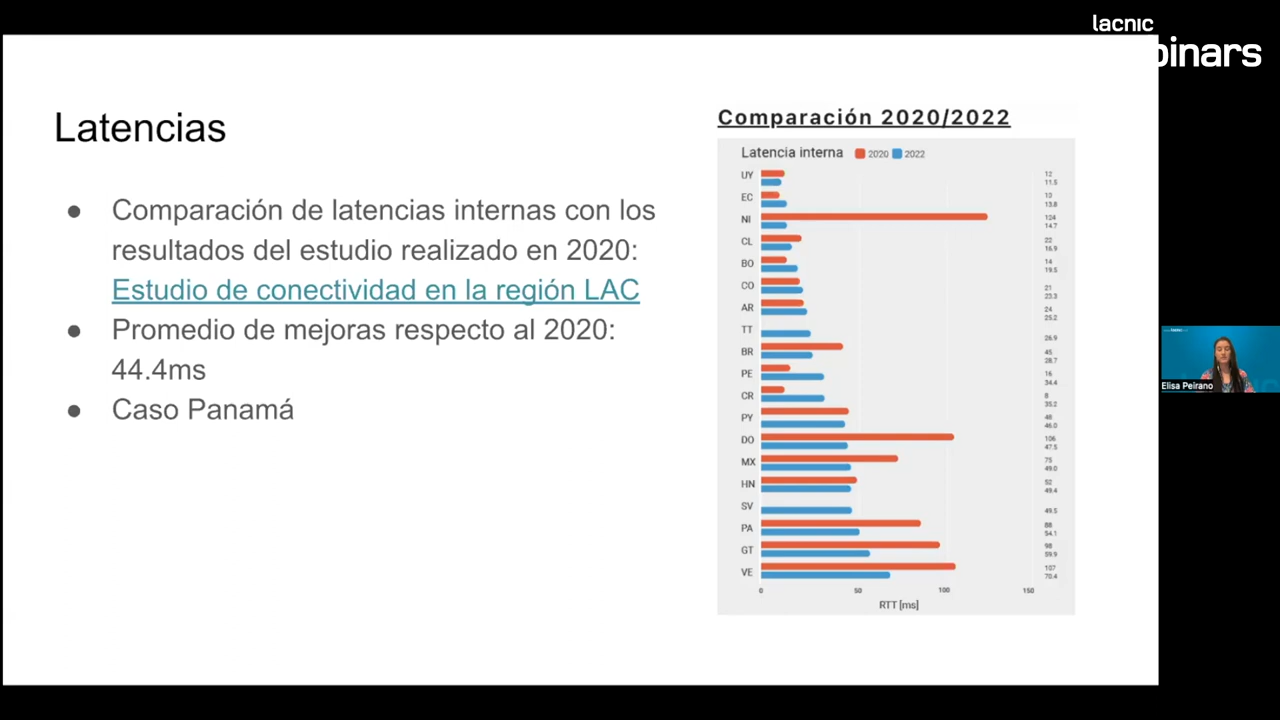 lacnic
binars
Latencias
● Comparación de latencias internas con los
resultados del estudio realizado en 2020:
Estudio de conectividad en la región LAC
● Promedio de mejoras respecto al 2020:
44.4ms
● Caso Panamá
Comparación 2020/2022
Latencia interna 2020 2022
UY 12
11.5
EC 10
13.8
NI 124
14.7
CL 22
16.9
BO 14
19.5
CO 21
23.3
AR 24
25.2
TT
26.9
BR 45
28.7
PE 16
34.4
CR 8
35.2
PY 48
46.0
DO 106
47.5
MX 75
49.0
HN 52
49.4
SV
49.5
PA 88
54.1
GT 98
59.9
VE 107
70.4
0 50 100 150
RTT [ms]
Elisa Peirano